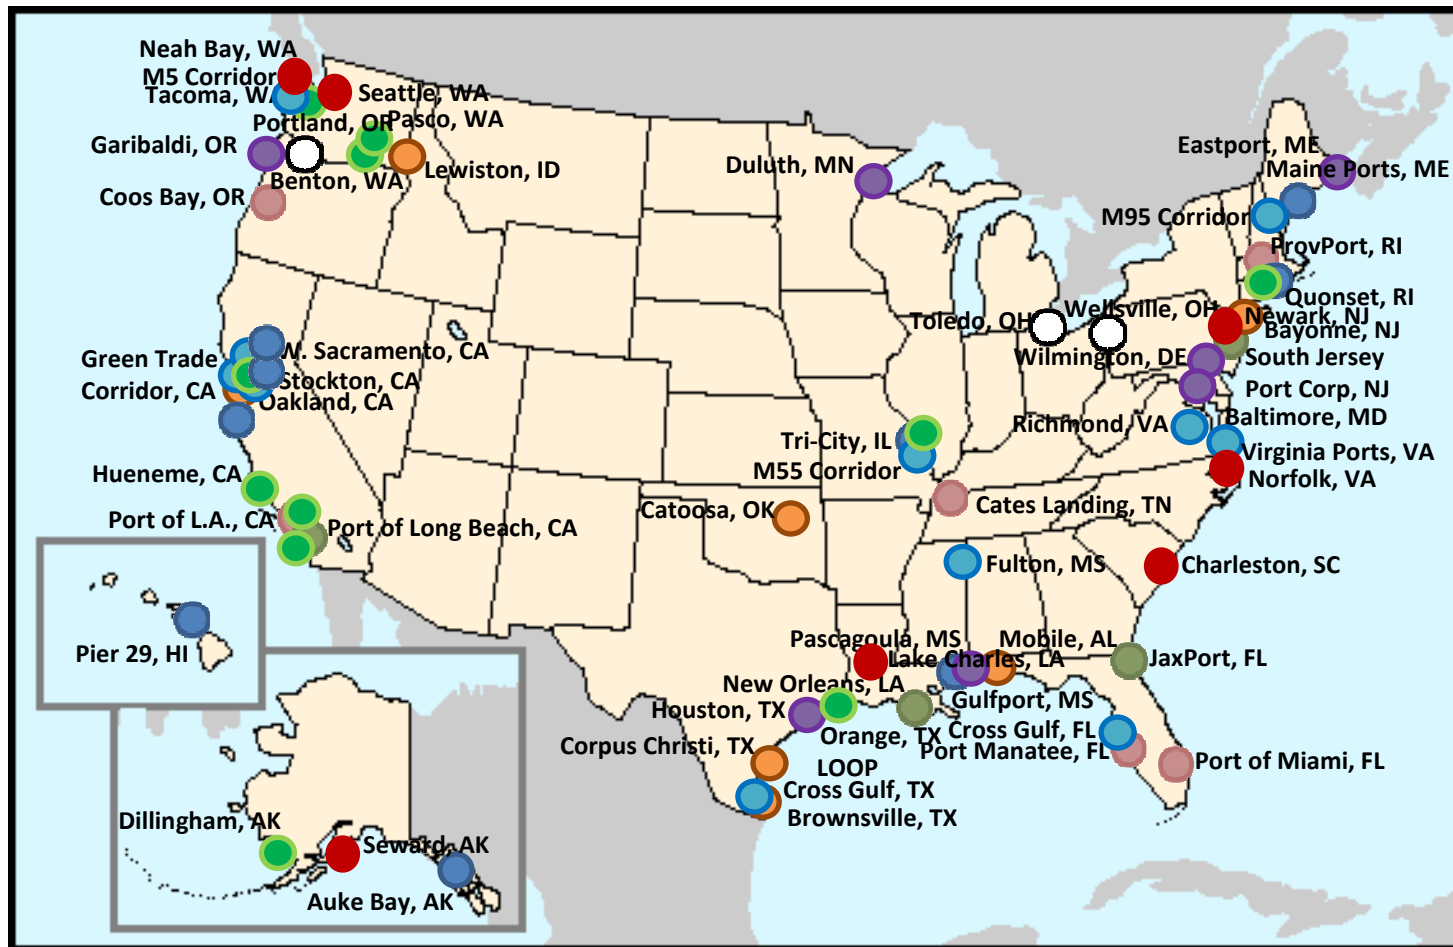 Neah Bay, WA
M5 Corridor
Tacoma, WA
Seattle, WA
Portland, OR
Pasco, WA
Garibaldi, OR
Benton, WA
Lewiston, ID
Coos Bay, OR
Duluth, MN
Eastport, ME
Maine Ports, ME
M95 Corridor
ProvPort, RI
Quonset, RI
Toledo, OH
Wellsville, OH
Newark, NJ
Bayonne, NJ
Wilmington, DE
South Jersey
Port Corp, NJ
Green Trade
Corridor, CA
W. Sacramento, CA
Stockton, CA
Oakland, CA
Richmond, VA
Baltimore, MD
Virginia Ports, VA
Norfolk, VA
Tri-City, IL
M55 Corridor
Hueneme, CA
Port of L.A., CA
Port of Long Beach, CA
Catoosa, OK
Cates Landing, TN
Fulton, MS
Charleston, SC
Pier 29, HI
Pascagoula, MS
Mobile, AL
Lake Charles, LA
JaxPort, FL
New Orleans, LA
Gulfport, MS
Houston, TX
Orange, TX
Cross Gulf, FL
Port Manatee, FL
Corpus Christi, TX
LOOP
Port of Miami, FL
Cross Gulf, TX
Brownsville, TX
Dillingham, AK
Seward, AK
Auke Bay, AK